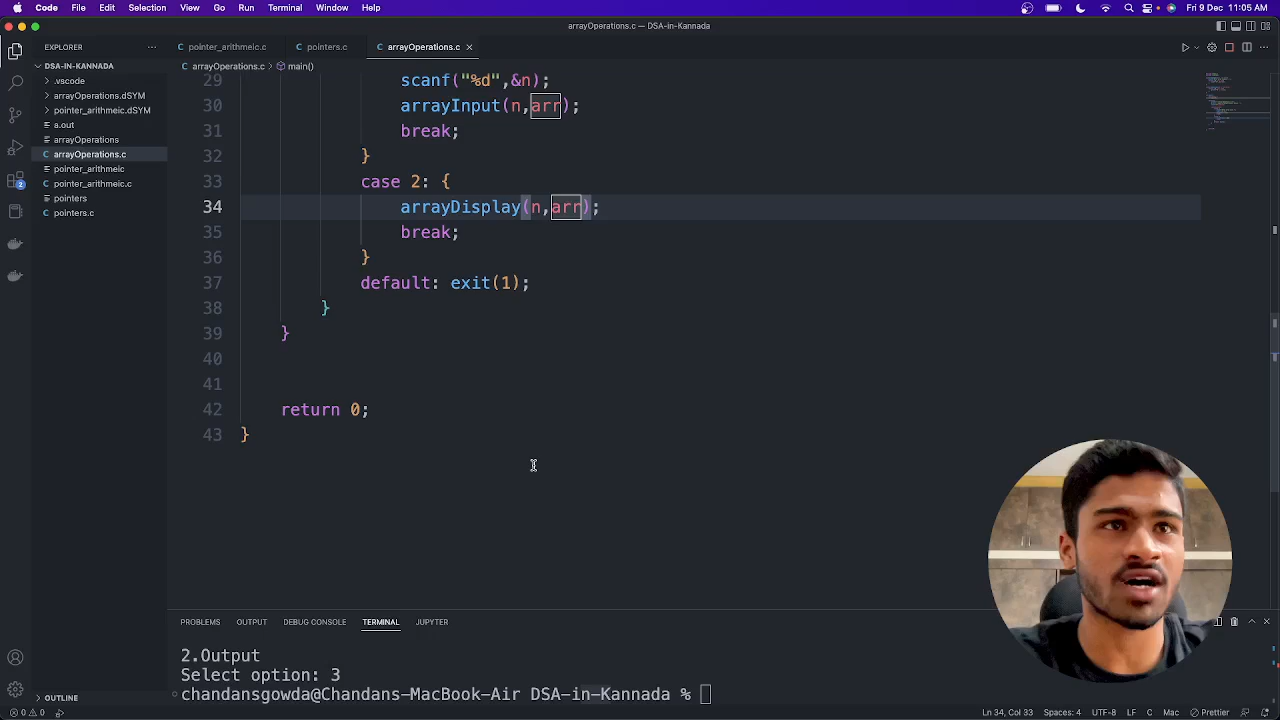 Code File Edit Selection View Go Run Terminal Window Help Fri 9 Dec 11:05 AM
arrayOperations.c — DSA-in-Kannada
EXPLORER
pointer_arithmeic.c pointers.c arrayOperations.c
DSA-IN-KANNADA
arrayOperations.c > main()
.vscode
arrayOperations.dSYM
pointer_arithmeic.dSYM
a.out
arrayOperations
arrayOperations.c
pointer_arithmeic
pointer_arithmeic.c
pointers
pointers.c
29 scanf("%d",&n);
30 arrayInput(n,arr);
31 break;
32 }
33 case 2: {
34 arrayDisplay(n,arr);
35 break;
36 }
37 default: exit(1);
38 }
39 }
40
41
42 return 0;
43 }
2
PROBLEMS OUTPUT DEBUG CONSOLE TERMINAL JUPYTER
2.Output
Select option: 3
chandansgowda@Chandans-MacBook-Air DSA-in-Kannada %
OUTLINE
0 0 Ln 34, Col 33 Spaces: 4 UTF-8 LF C Mac Prettier